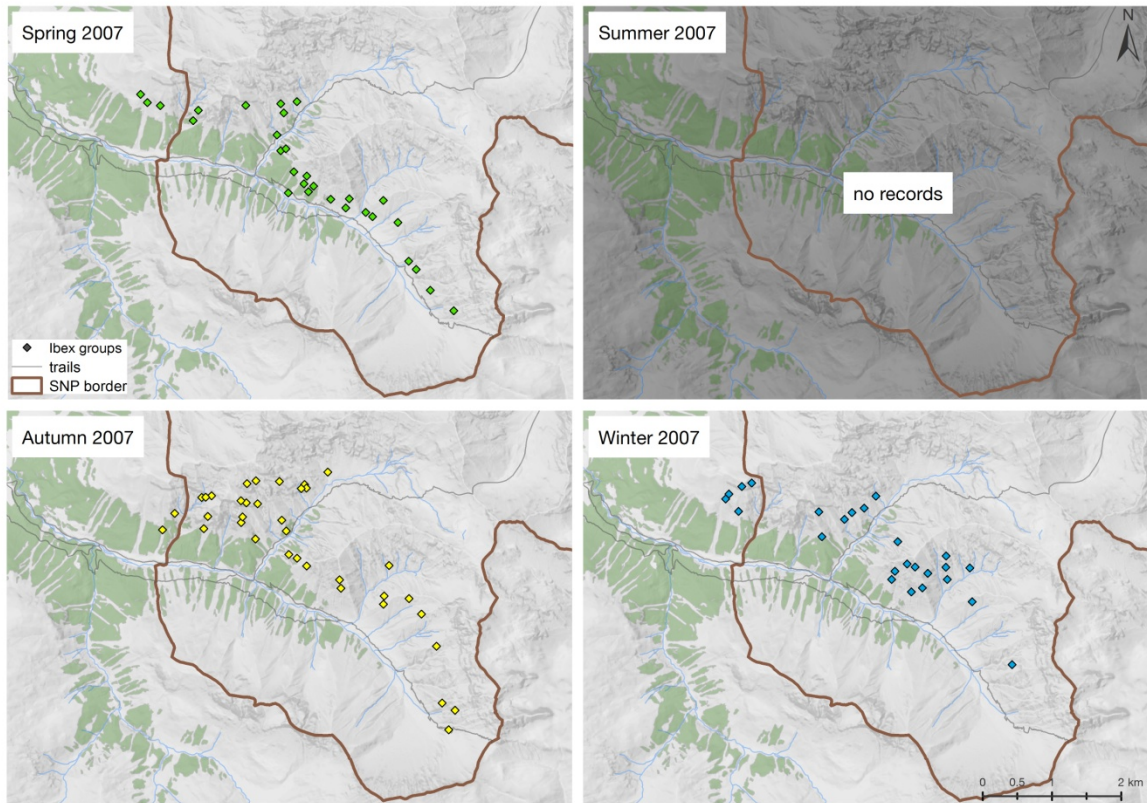 Spring 2007
Summer 2007
N
no records
Ibex groups
trails
SNP border
Autumn 2007
Winter 2007
0 0.5 1 2 km